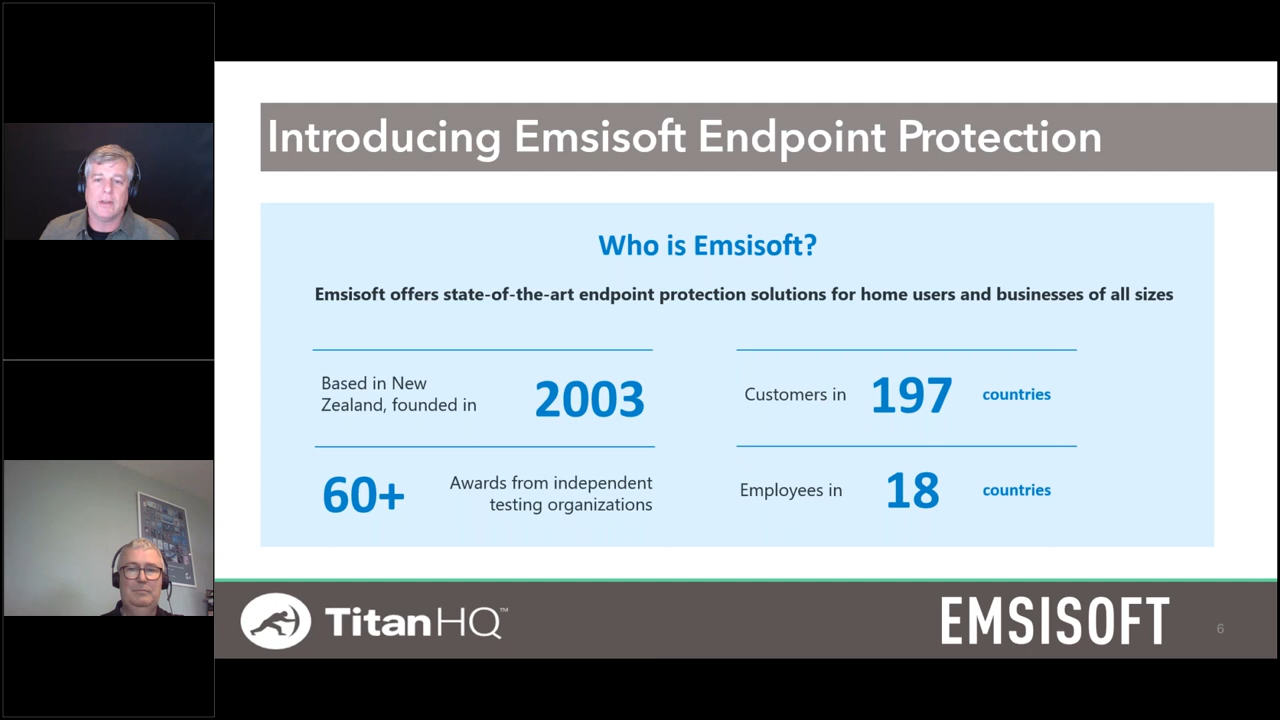 Introducing Emsisoft Endpoint Protection
Who is Emsisoft?
Emsisoft offers state-of-the-art endpoint protection solutions for home users and businesses of all sizes
Based in New
Zealand, founded in
2003
Customers in 197 countries
60+
Awards from independent
testing organizations
Employees in 18 countries
TitanHQ™
EMSISOFT
6